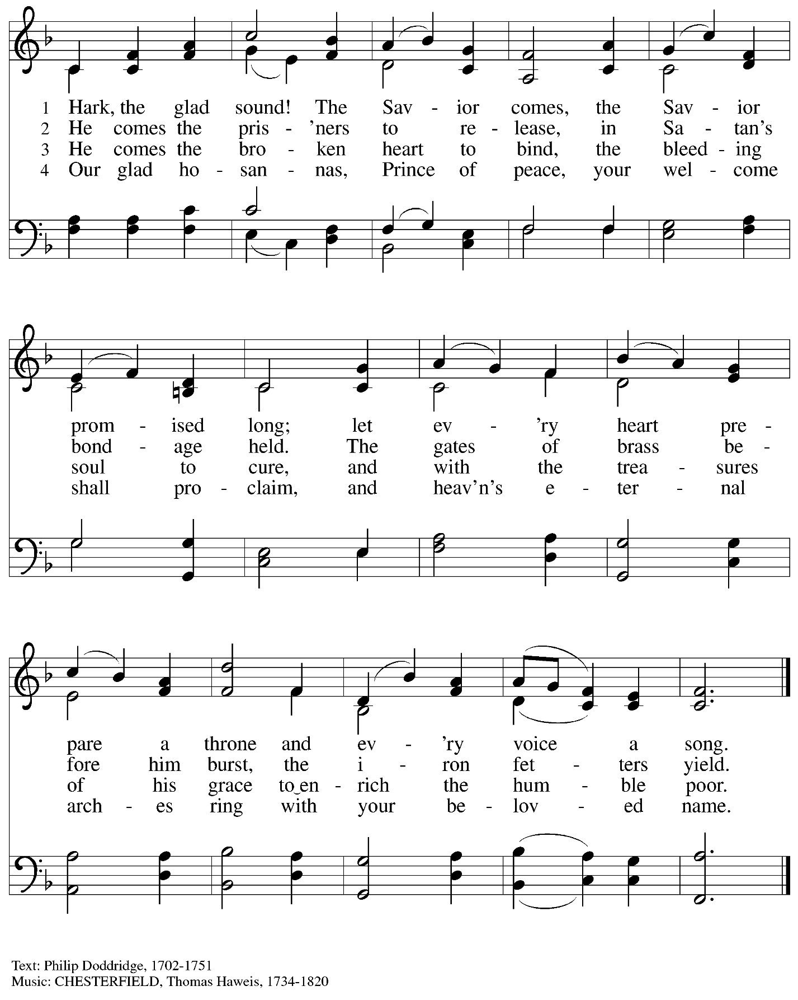 1 Hark, the glad sound! The Sav - ior comes, the Sav - ior
2 He comes the pris - ’ners to re - lease, in Sa - tan’s
3 He comes the bro - ken heart to bind, the bleed - ing
4 Our glad ho - san - nas, Prince of peace, your wel - come
prom - ised long; let ev - ’ry heart pre -
bond - age held. The gates of brass be -
soul to cure, and with the trea - sures
shall pro - claim, and heav’n’s e - ter - nal
pare a throne and ev - ’ry voice a song.
fore him burst, the i - ron fet - ters yield.
of his grace to‿en - rich the hum - ble poor.
arch - es ring with your be - lov - ed name.
Text: Philip Doddridge, 1702-1751
Music: CHESTERFIELD, Thomas Haweis, 1734-1820